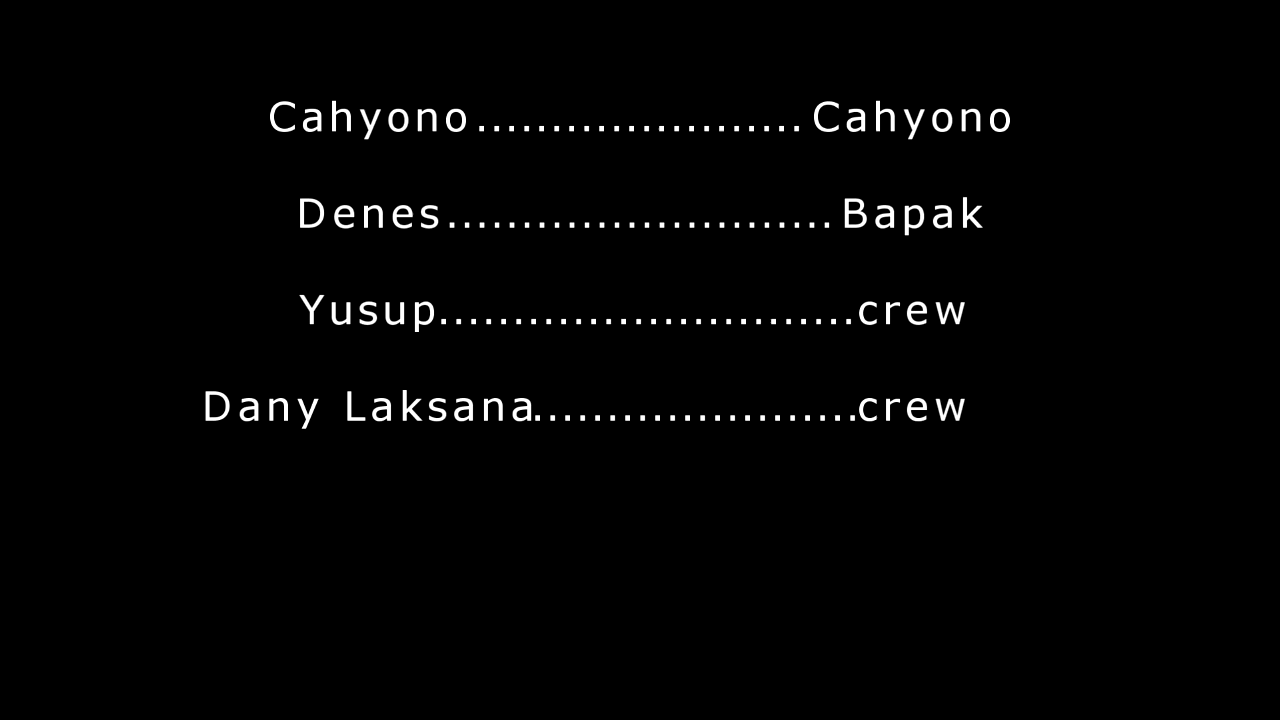 Cahyono...................... Cahyono
Denes.......................... Bapak
Yusup............................crew
Dany Laksana......................crew